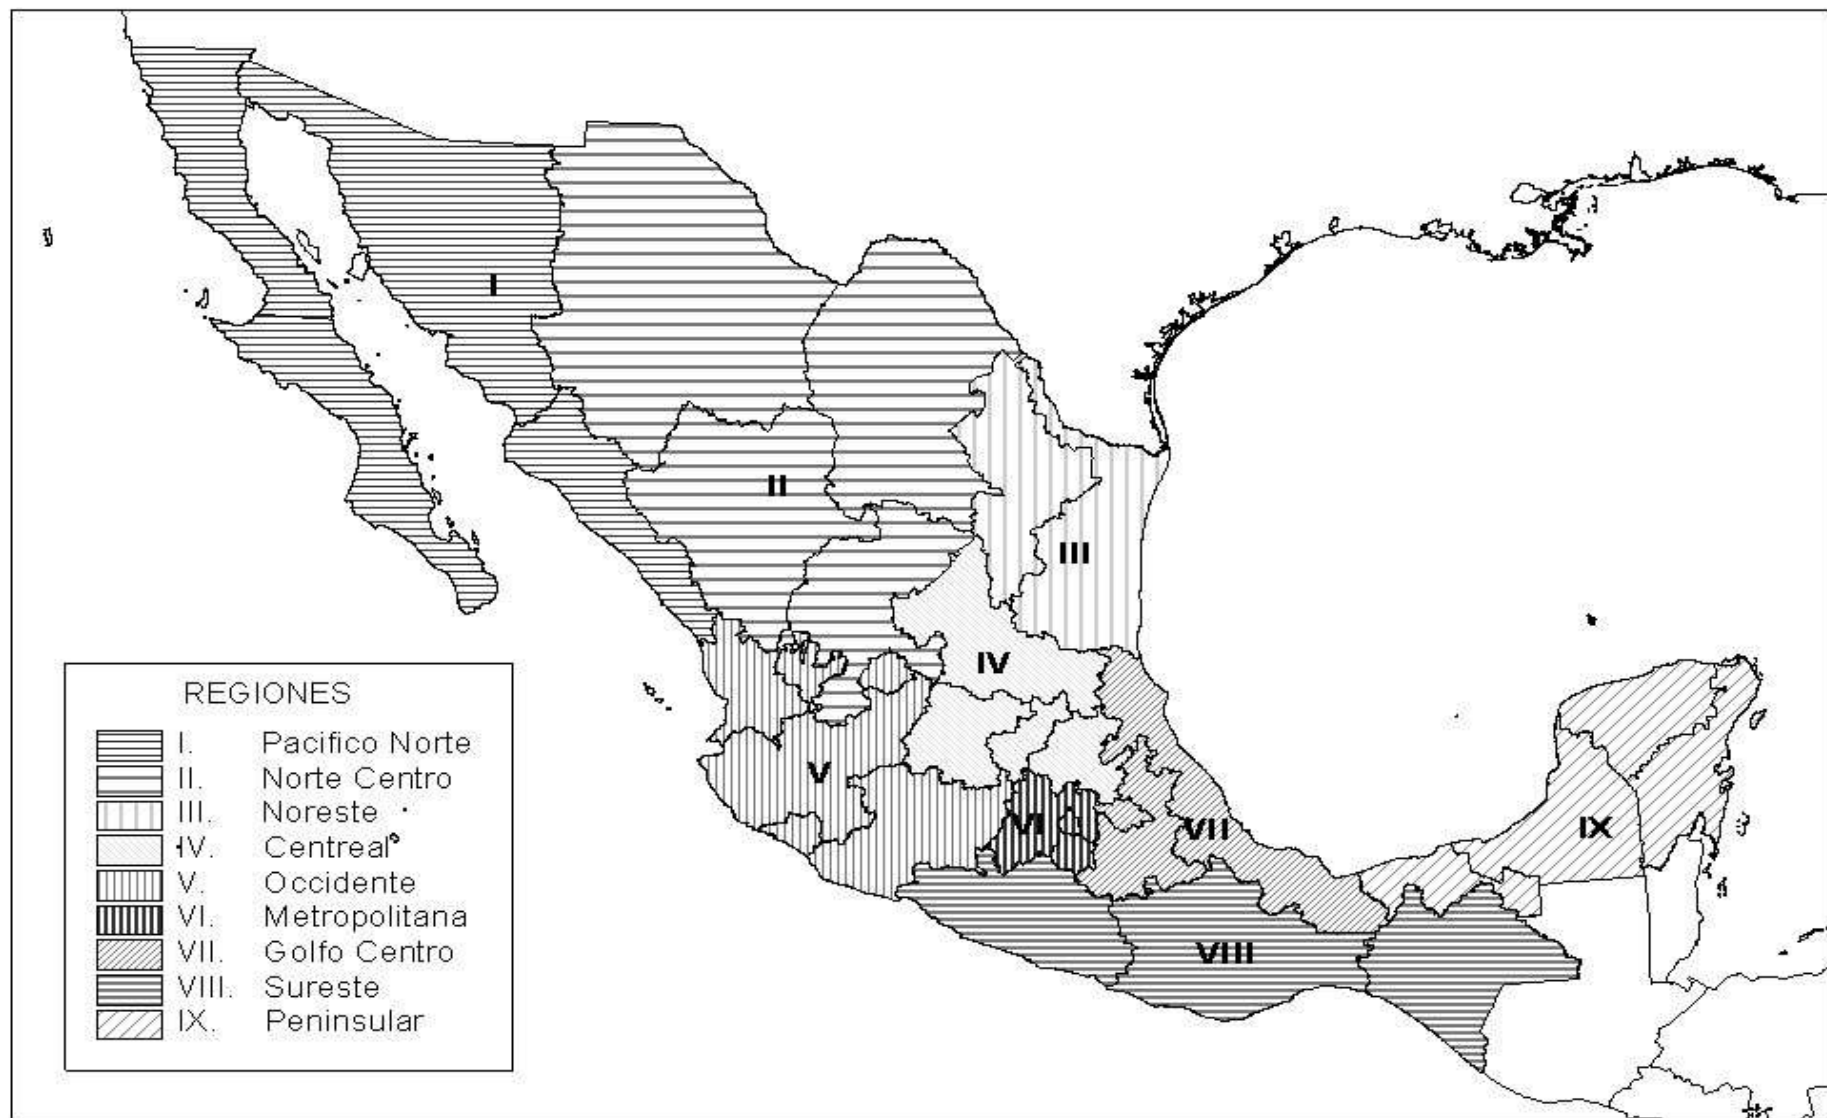 I
II
III
IV
V
VI
VII
VIII
IX
REGIONES
I. Pacifico Norte
II. Norte Centro
III. Noreste
IV. Centreal
V. Occidente
VI. Metropolitana
VII. Golfo Centro
VIII. Sureste
IX. Peninsular